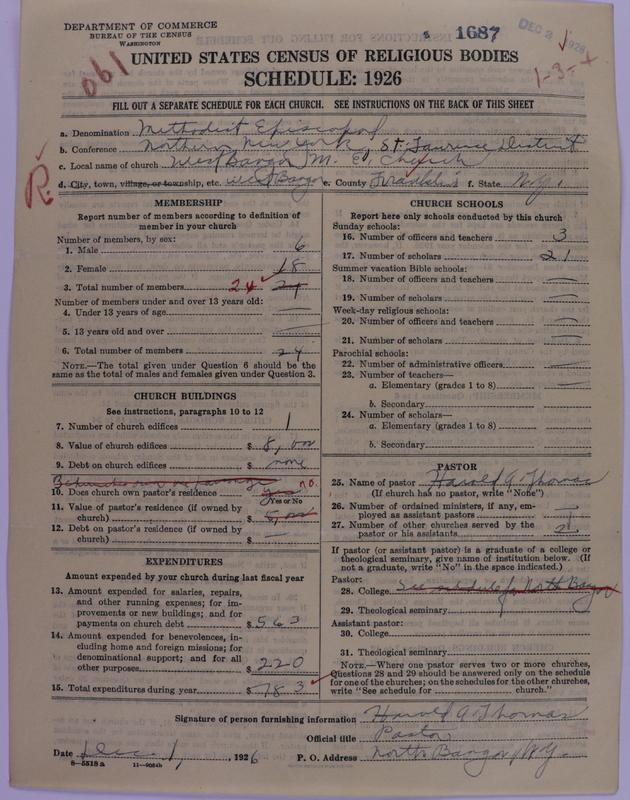 DEPARTMENT OF COMMERCE
BUREAU OF THE CENSUS
WASHINGTON
1687
DEC 3 1926
061
1-3-
UNITED STATES CENSUS OF RELIGIOUS BODIES
SCHEDULE: 1926
FILL OUT A SEPARATE SCHEDULE FOR EACH CHURCH. SEE INSTRUCTIONS ON THE BACK OF THIS SHEET
a. Denomination Methodist Episcopal
b. Conference Northern New York, St. Lawrence District
c. Local name of church West Bangor M. E. Church
d. City, town, village, or township, etc. West Bangor e. County Franklin f. State N.Y.
R.
MEMBERSHIP
Report number of members according to definition of member in your church
Number of members, by sex:
1. Male 6
2. Female 18
3. Total number of members 24 24
Number of members under and over 13 years old:
4. Under 13 years of age —
5. 13 years old and over —
6. Total number of members 24
NOTE.—The total given under Question 6 should be the same as the total of males and females given under Question 3.
CHURCH BUILDINGS
See instructions, paragraphs 10 to 12
7. Number of church edifices 1
8. Value of church edifices $ 8,000
9. Debt on church edifices $ none
10. Does church own pastor's residence yes no.
Yes or No
11. Value of pastor's residence (if owned by church) $
12. Debt on pastor's residence (if owned by church) $ —
EXPENDITURES
Amount expended by church during last fiscal year
13. Amount expended for salaries, repairs, and other running expenses; for improvements or new buildings; and for payments on church debt $ 563
14. Amount expended for benevolences, including home and foreign missions; for denominational support; and for all other purposes $ 220
15. Total expenditures during year $ 783
CHURCH SCHOOLS
Report here only schools conducted by this church
Sunday schools:
16. Number of officers and teachers 3
17. Number of scholars 21
Summer vacation Bible schools:
18. Number of officers and teachers —
19. Number of scholars —
Week-day religious schools:
20. Number of officers and teachers —
21. Number of scholars —
Parochial schools:
22. Number of administrative officers —
23. Number of teachers—
a. Elementary (grades 1 to 8) —
b. Secondary
24. Number of scholars—
a. Elementary (grades 1 to 8)
b. Secondary
PASTOR
25. Name of pastor Harold A. Thomas
(If church has no pastor, write "None")
26. Number of ordained ministers, if any, employed as assistant pastors
27. Number of other churches served by the pastor or his assistants
If pastor (or assistant pastor) is a graduate of a college or theological seminary, give name of institution below. (If not a graduate, write "No" in the space indicated.)
Pastor:
28. College See schedule for North Bangor
29. Theological seminary
Assistant pastor:
30. College
31. Theological seminary
NOTE.—Where one pastor serves two or more churches, Questions 28 and 29 should be answered only on the schedule for one of the churches; on the schedules for the other churches, write "See schedule for church."
Signature of person furnishing information Harold A Thomas
Official title Pastor
Date Dec. 1, 1926 P. O. Address North Bangor, N.Y.
8—5518a 11—9084b